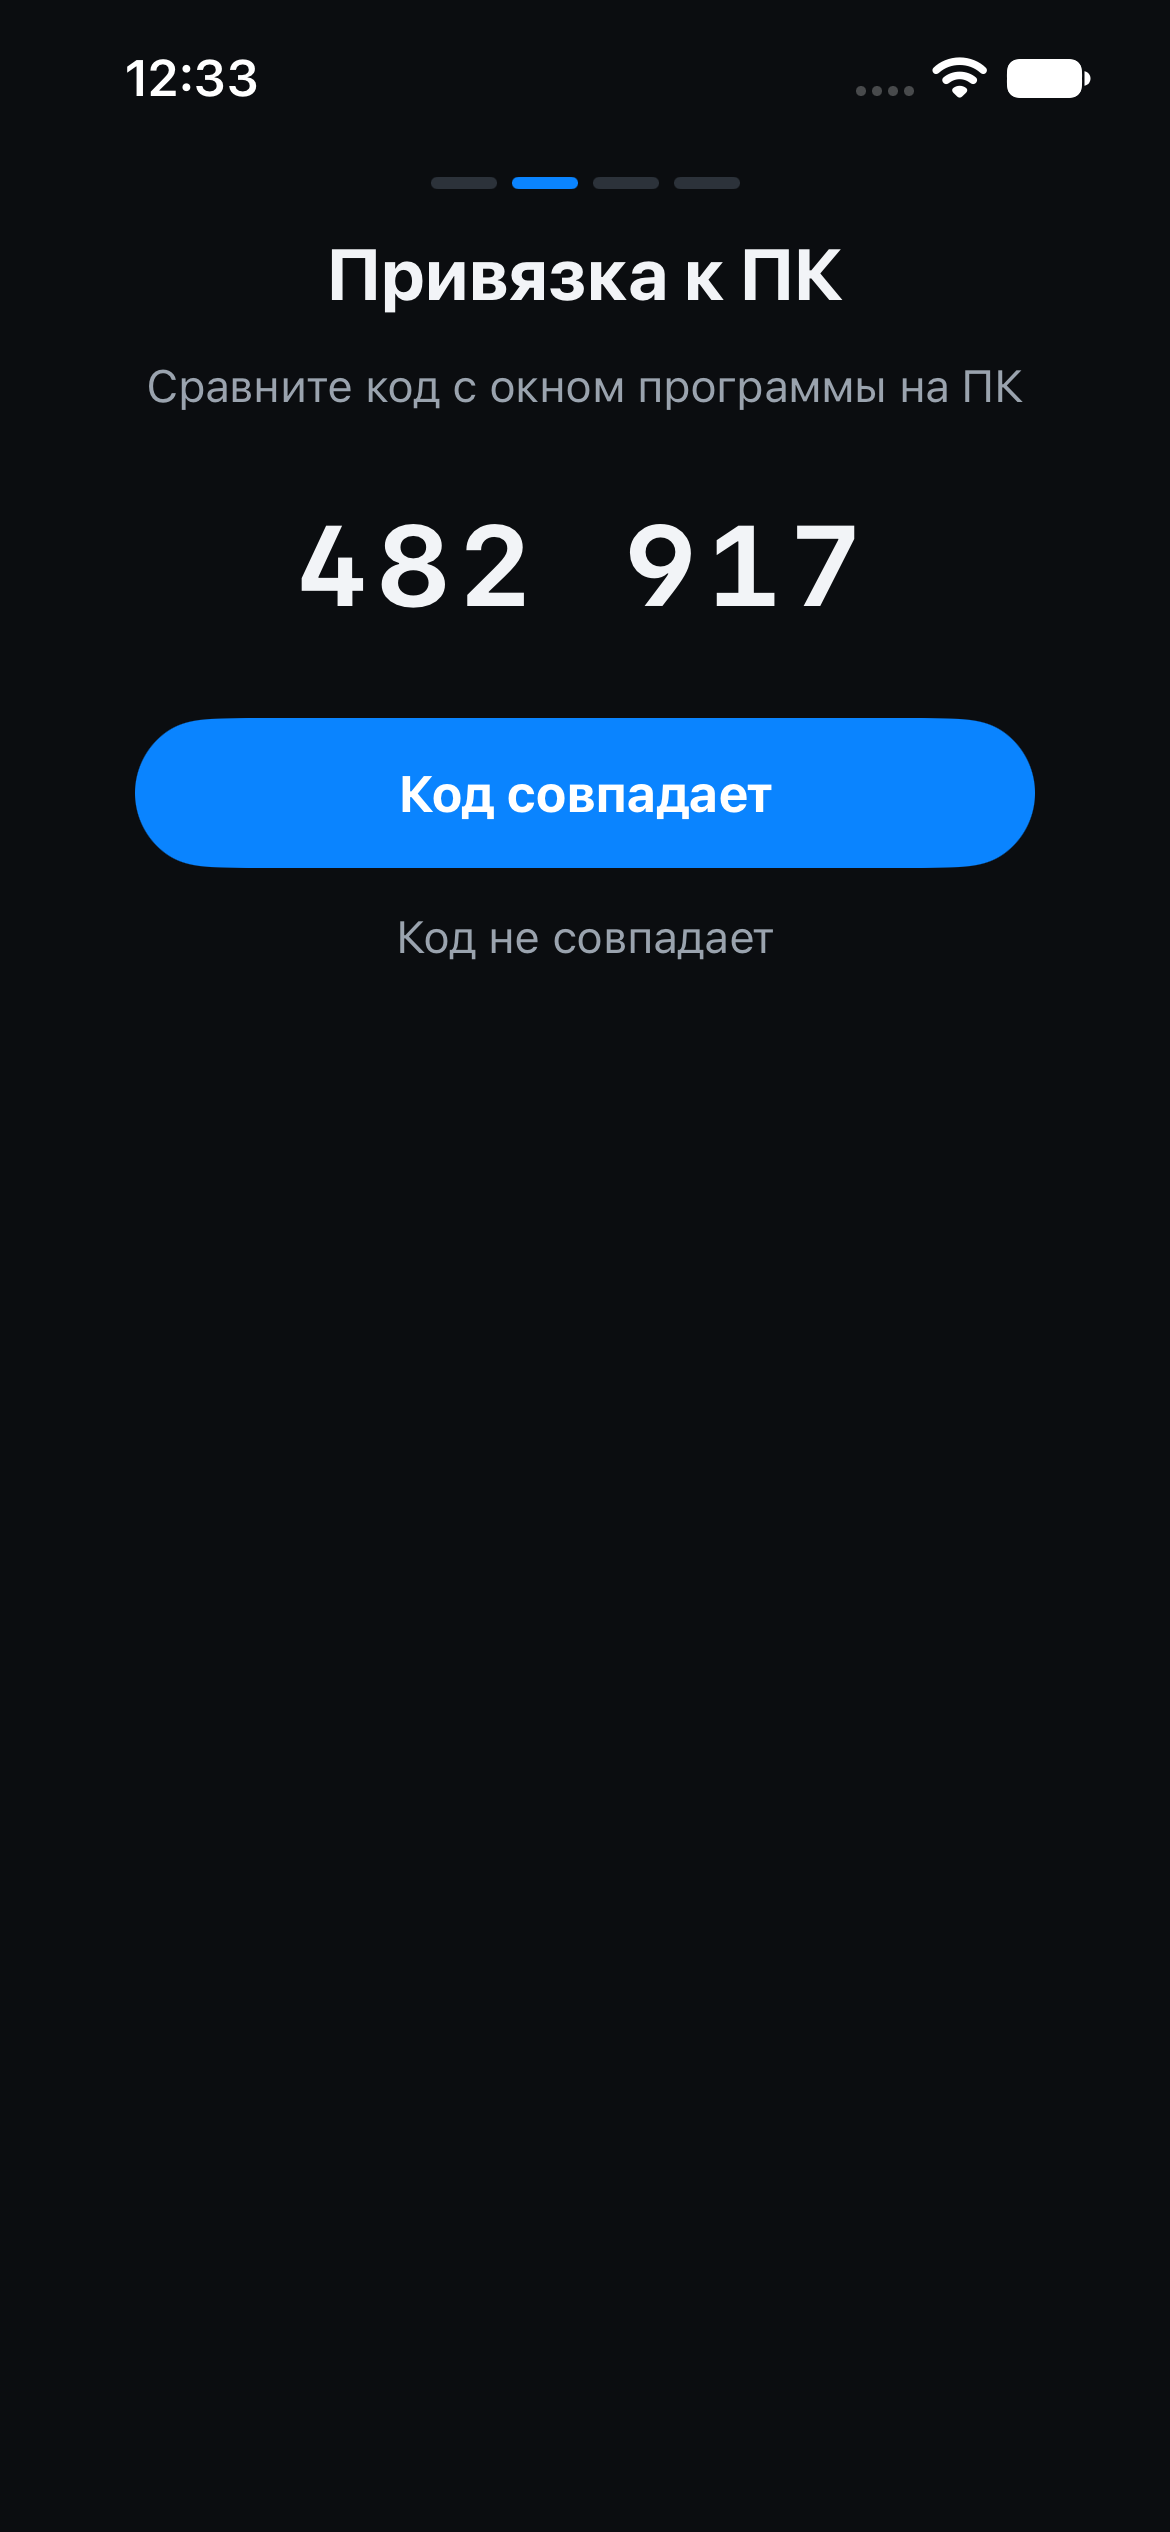 12:33
Привязка к ПК
Сравните код с окном программы на ПК
482 917
Код совпадает
Код не совпадает